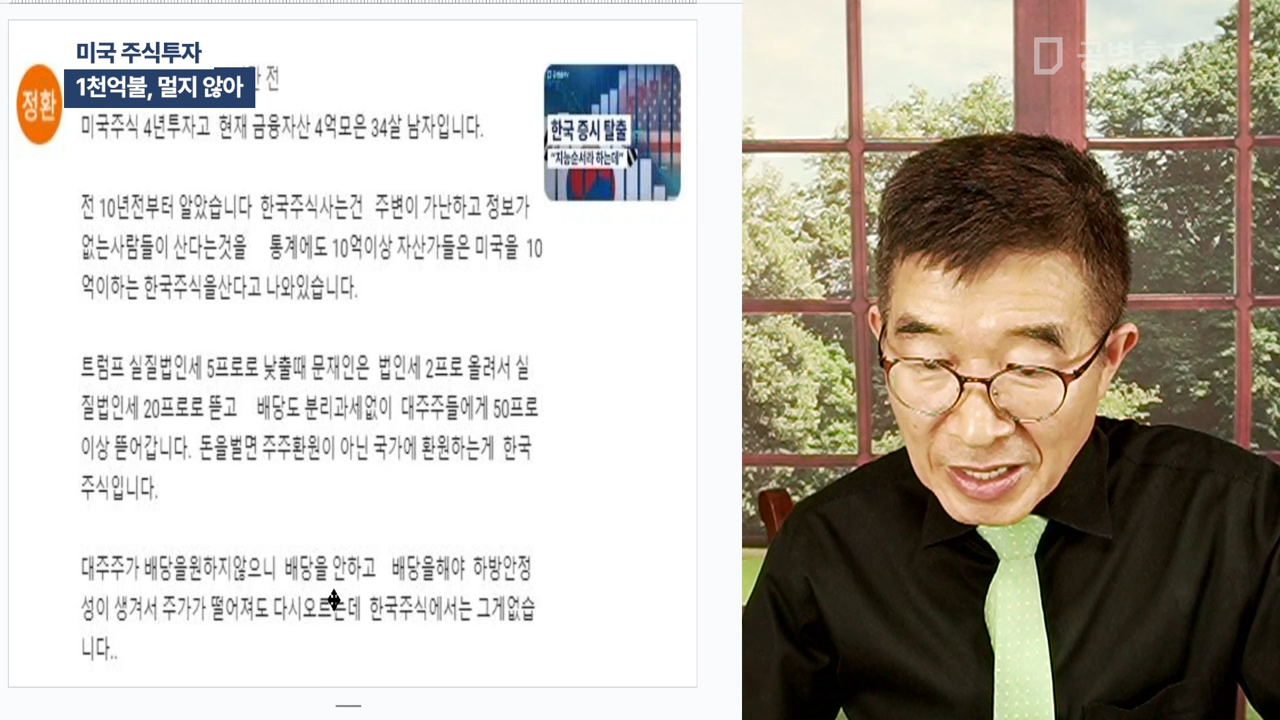 미국 주식투자
1천억불, 멀지 않아
전
정환
미국주식 4년투자고 현재 금융자산 4억모은 34살 남자입니다.
한국 증시 탈출
"지능순서라 하는데"
전 10년전부터 알았습니다 한국주식사는건 주변이 가난하고 정보가
없는사람들이 산다는것을 통계에도 10억이상 자산가들은 미국을 10
억이하는 한국주식을산다고 나와있습니다.
트럼프 실질법인세 5프로로 낮출때 문재인은 법인세 2프로 올려서 실
질법인세 20프로로 뜯고 배당도 분리과세없이 대주주들에게 50프로
이상 뜯어갑니다. 돈을벌면 주주환원이 아닌 국가에 환원하는게 한국
주식입니다.
대주주가 배당을원하지않으니 배당을 안하고 배당을해야 하방안정
성이 생겨서 주가가 떨어져도 다시오르는데 한국주식에서는 그게없습
니다..
공병호TV